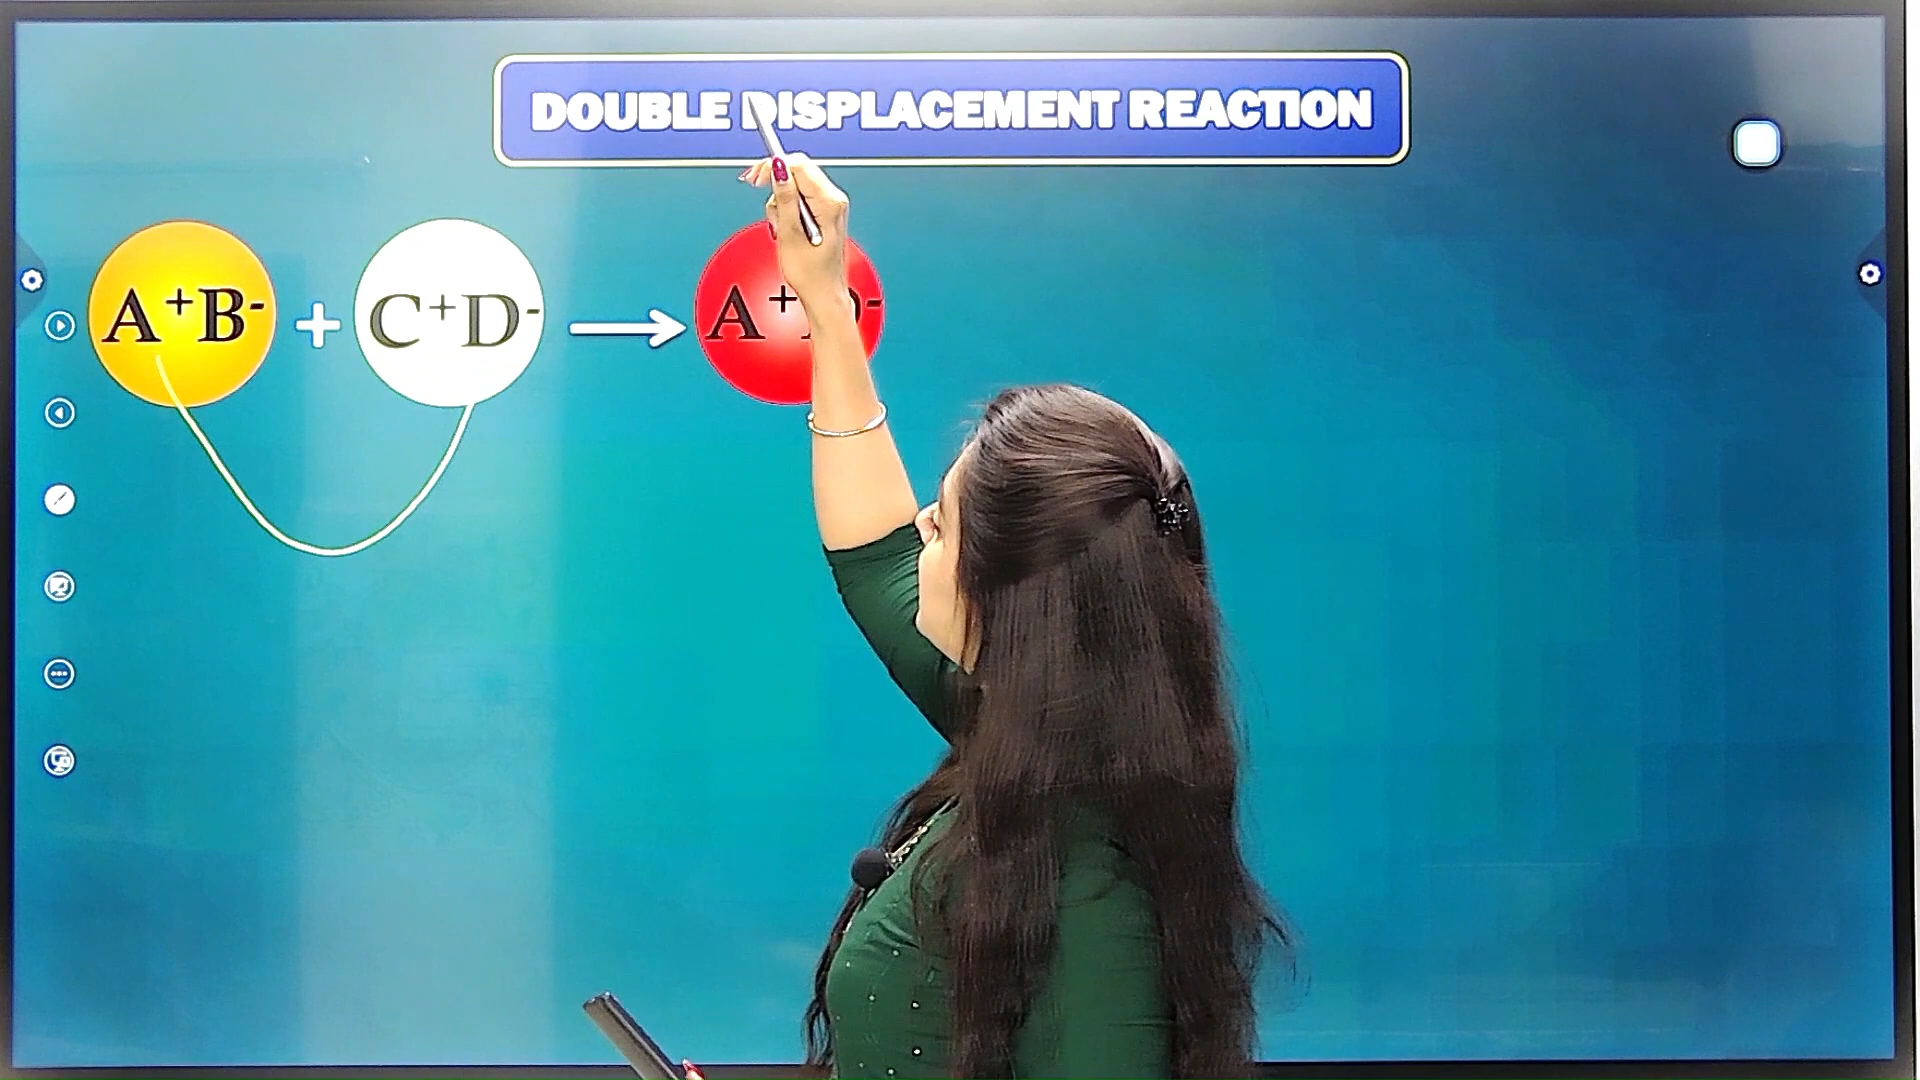 DOUBLE DISPLACEMENT REACTION
A⁺B⁻ + C⁺D⁻ → A⁺D⁻